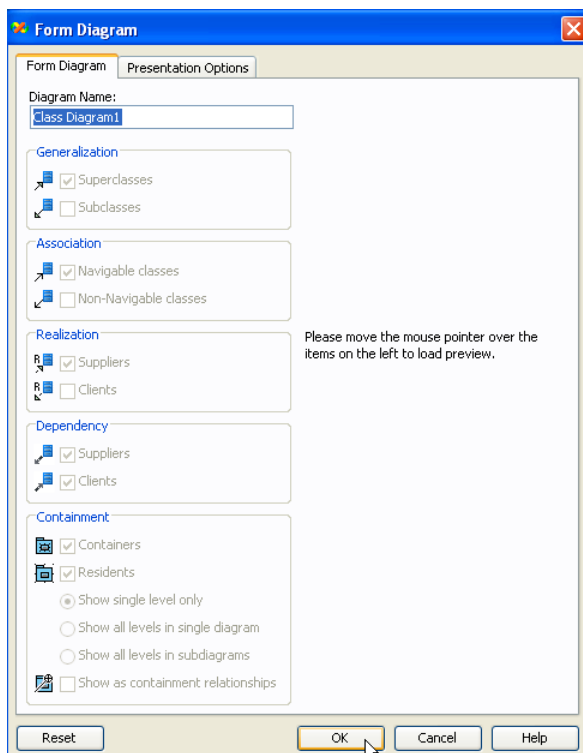 Form Diagram
Form Diagram
Presentation Options
Diagram Name:
Class Diagram1
Generalization
Superclasses
Subclasses
Association
Navigable classes
Non-Navigable classes
Realization
R
Suppliers
R
Clients
Please move the mouse pointer over the
items on the left to load preview.
Dependency
Suppliers
Clients
Containment
Containers
Residents
Show single level only
Show all levels in single diagram
Show all levels in subdiagrams
Show as containment relationships
Reset
OK
Cancel
Help